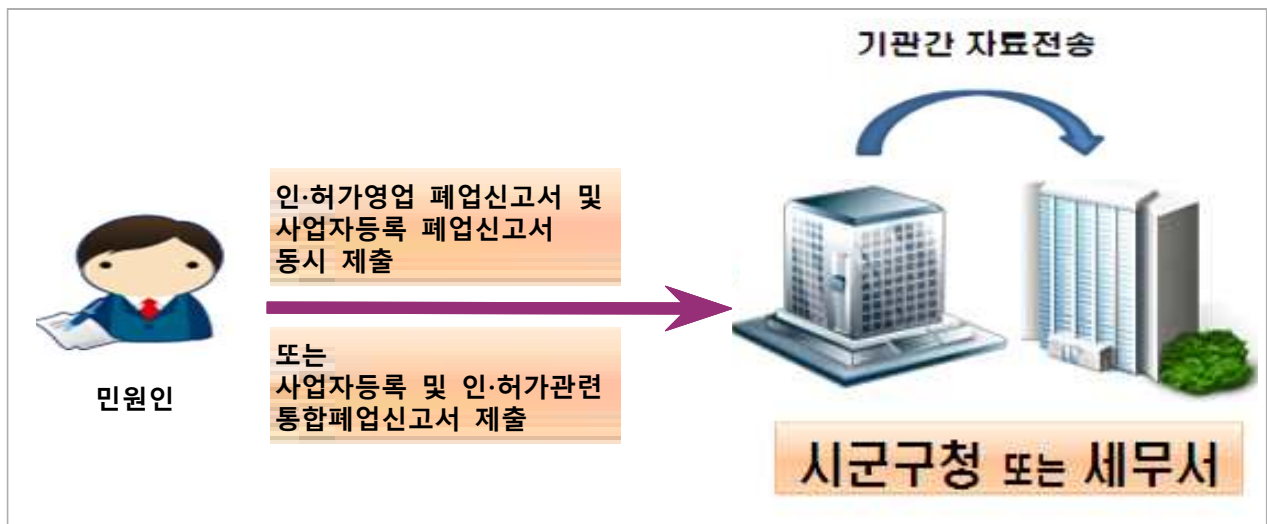 기관간 자료전송
인·허가영업 폐업신고서 및
사업자등록 폐업신고서
동시 제출
또는
사업자등록 및 인·허가관련
통합폐업신고서 제출
민원인
시군구청 또는 세무서